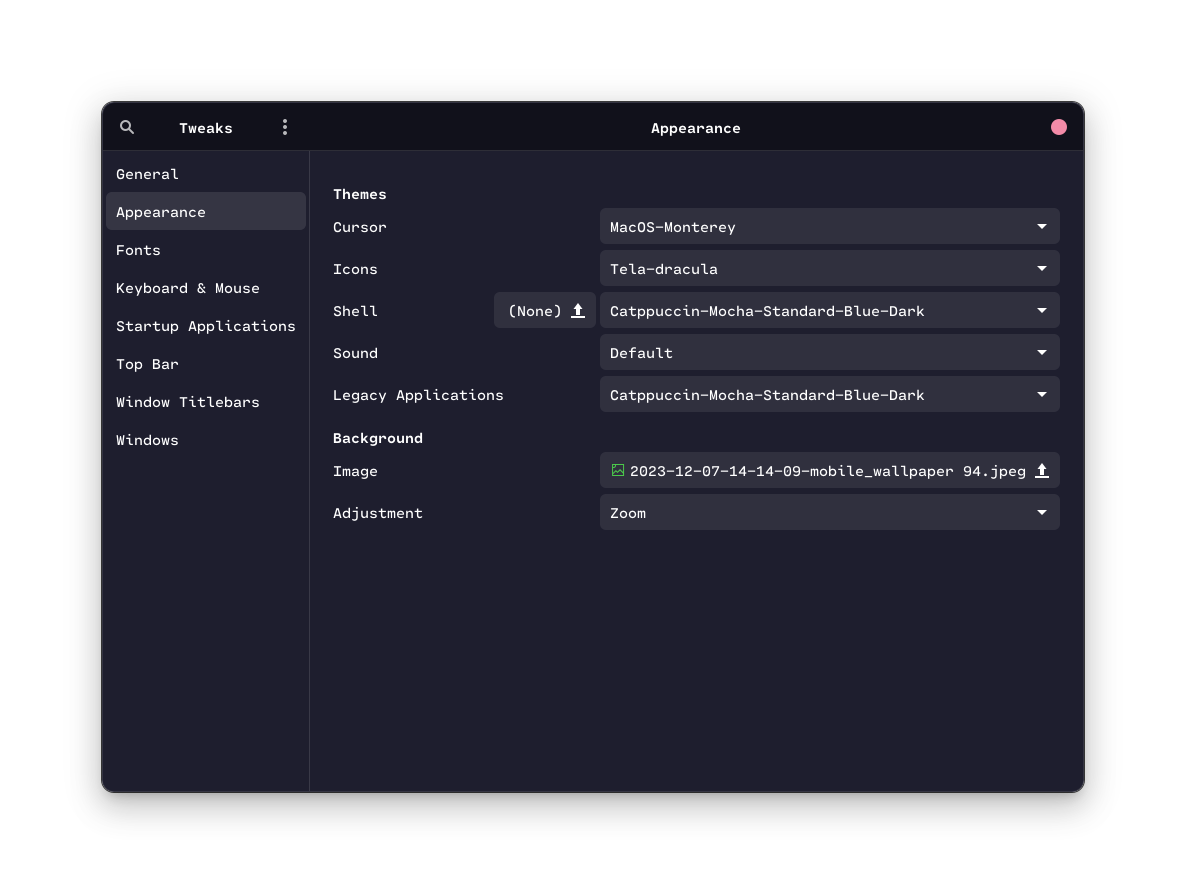 Tweaks
Appearance
General
Appearance
Fonts
Keyboard & Mouse
Startup Applications
Top Bar
Window Titlebars
Windows
Themes
Cursor MacOS-Monterey
Icons Tela-dracula
Shell (None) Catppuccin-Mocha-Standard-Blue-Dark
Sound Default
Legacy Applications Catppuccin-Mocha-Standard-Blue-Dark
Background
Image 2023-12-07-14-14-09-mobile_wallpaper 94.jpeg
Adjustment Zoom